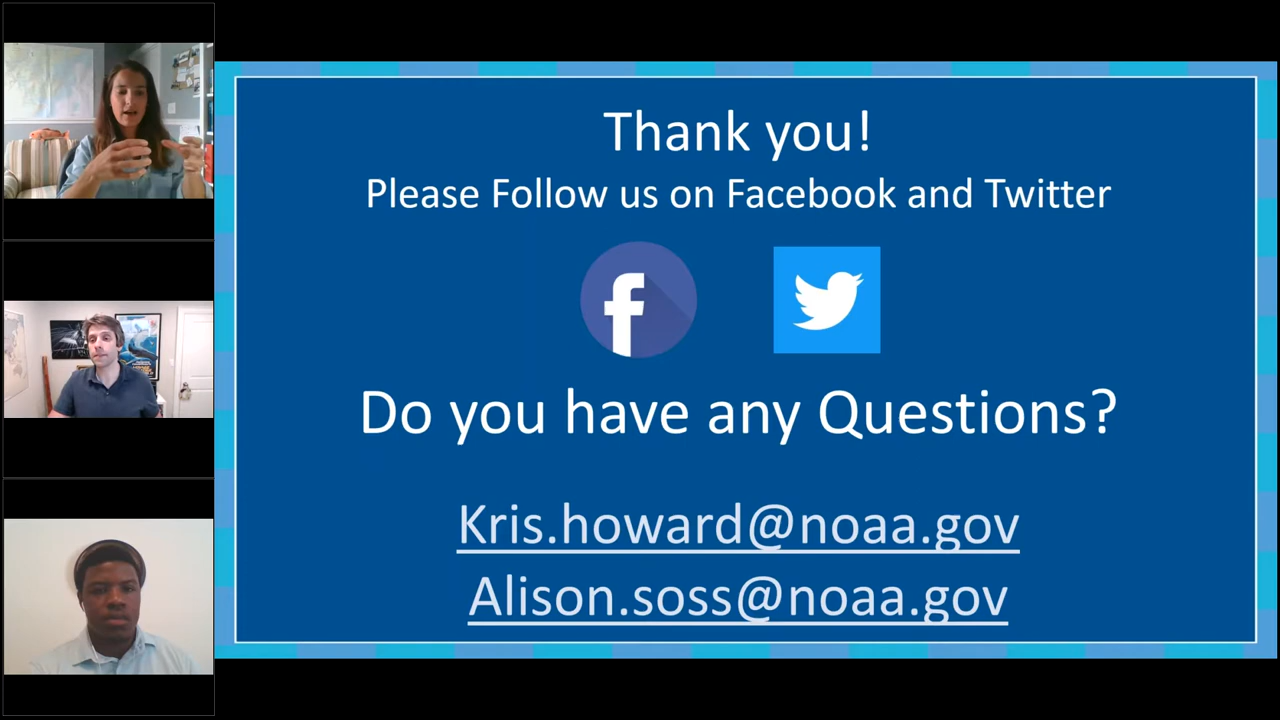 Thank you!
Please Follow us on Facebook and Twitter
Do you have any Questions?
Kris.howard@noaa.gov
Alison.soss@noaa.gov